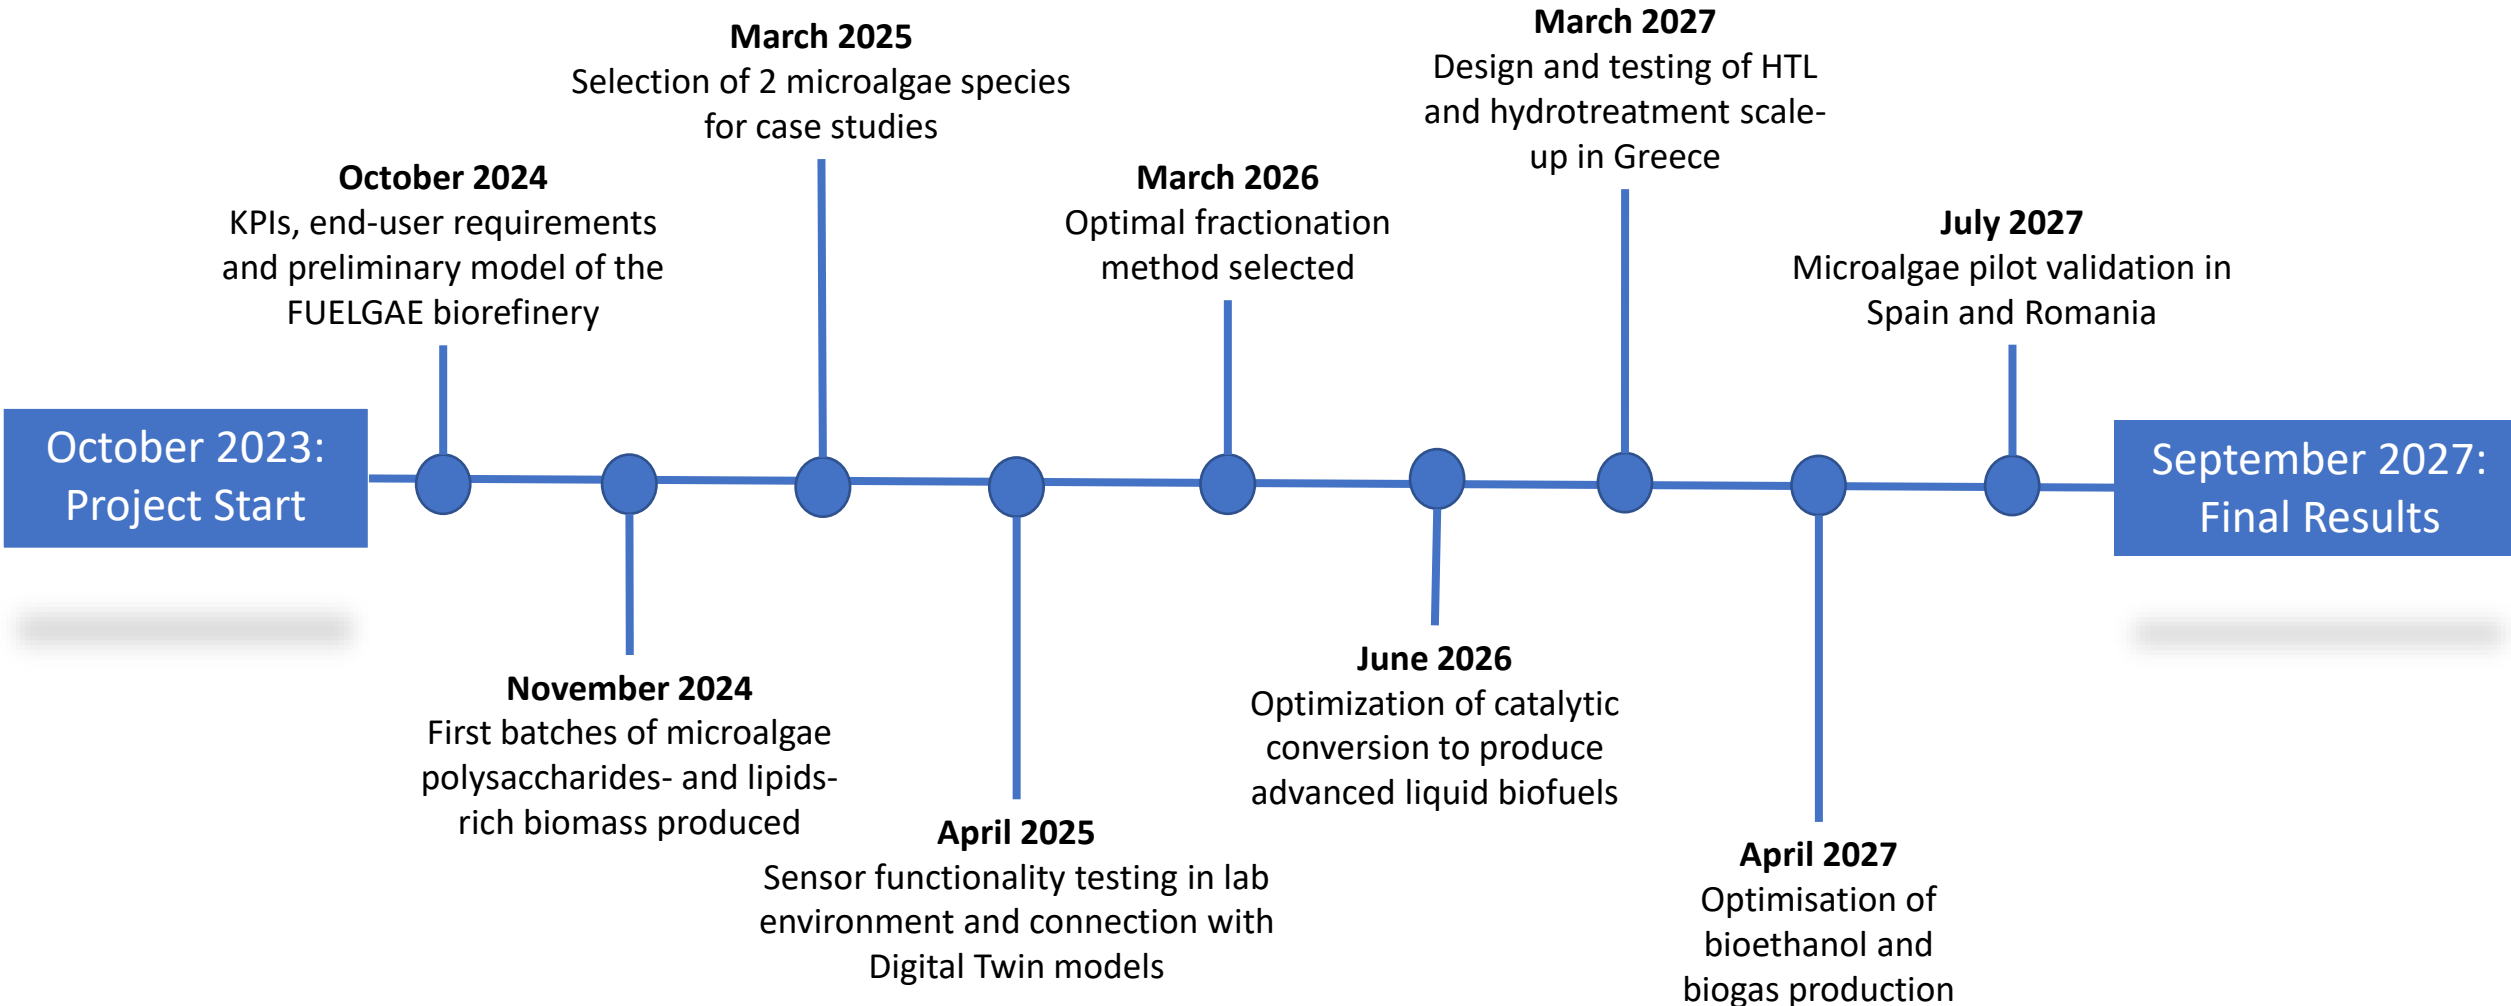 October 2023:
Project Start
October 2024
KPIs, end-user requirements
and preliminary model of the
FUELGAE biorefinery
November 2024
First batches of microalgae
polysaccharides- and lipids-
rich biomass produced
March 2025
Selection of 2 microalgae species
for case studies
April 2025
Sensor functionality testing in lab
environment and connection with
Digital Twin models
March 2026
Optimal fractionation
method selected
June 2026
Optimization of catalytic
conversion to produce
advanced liquid biofuels
March 2027
Design and testing of HTL
and hydrotreatment scale-
up in Greece
April 2027
Optimisation of
bioethanol and
biogas production
July 2027
Microalgae pilot validation in
Spain and Romania
September 2027:
Final Results